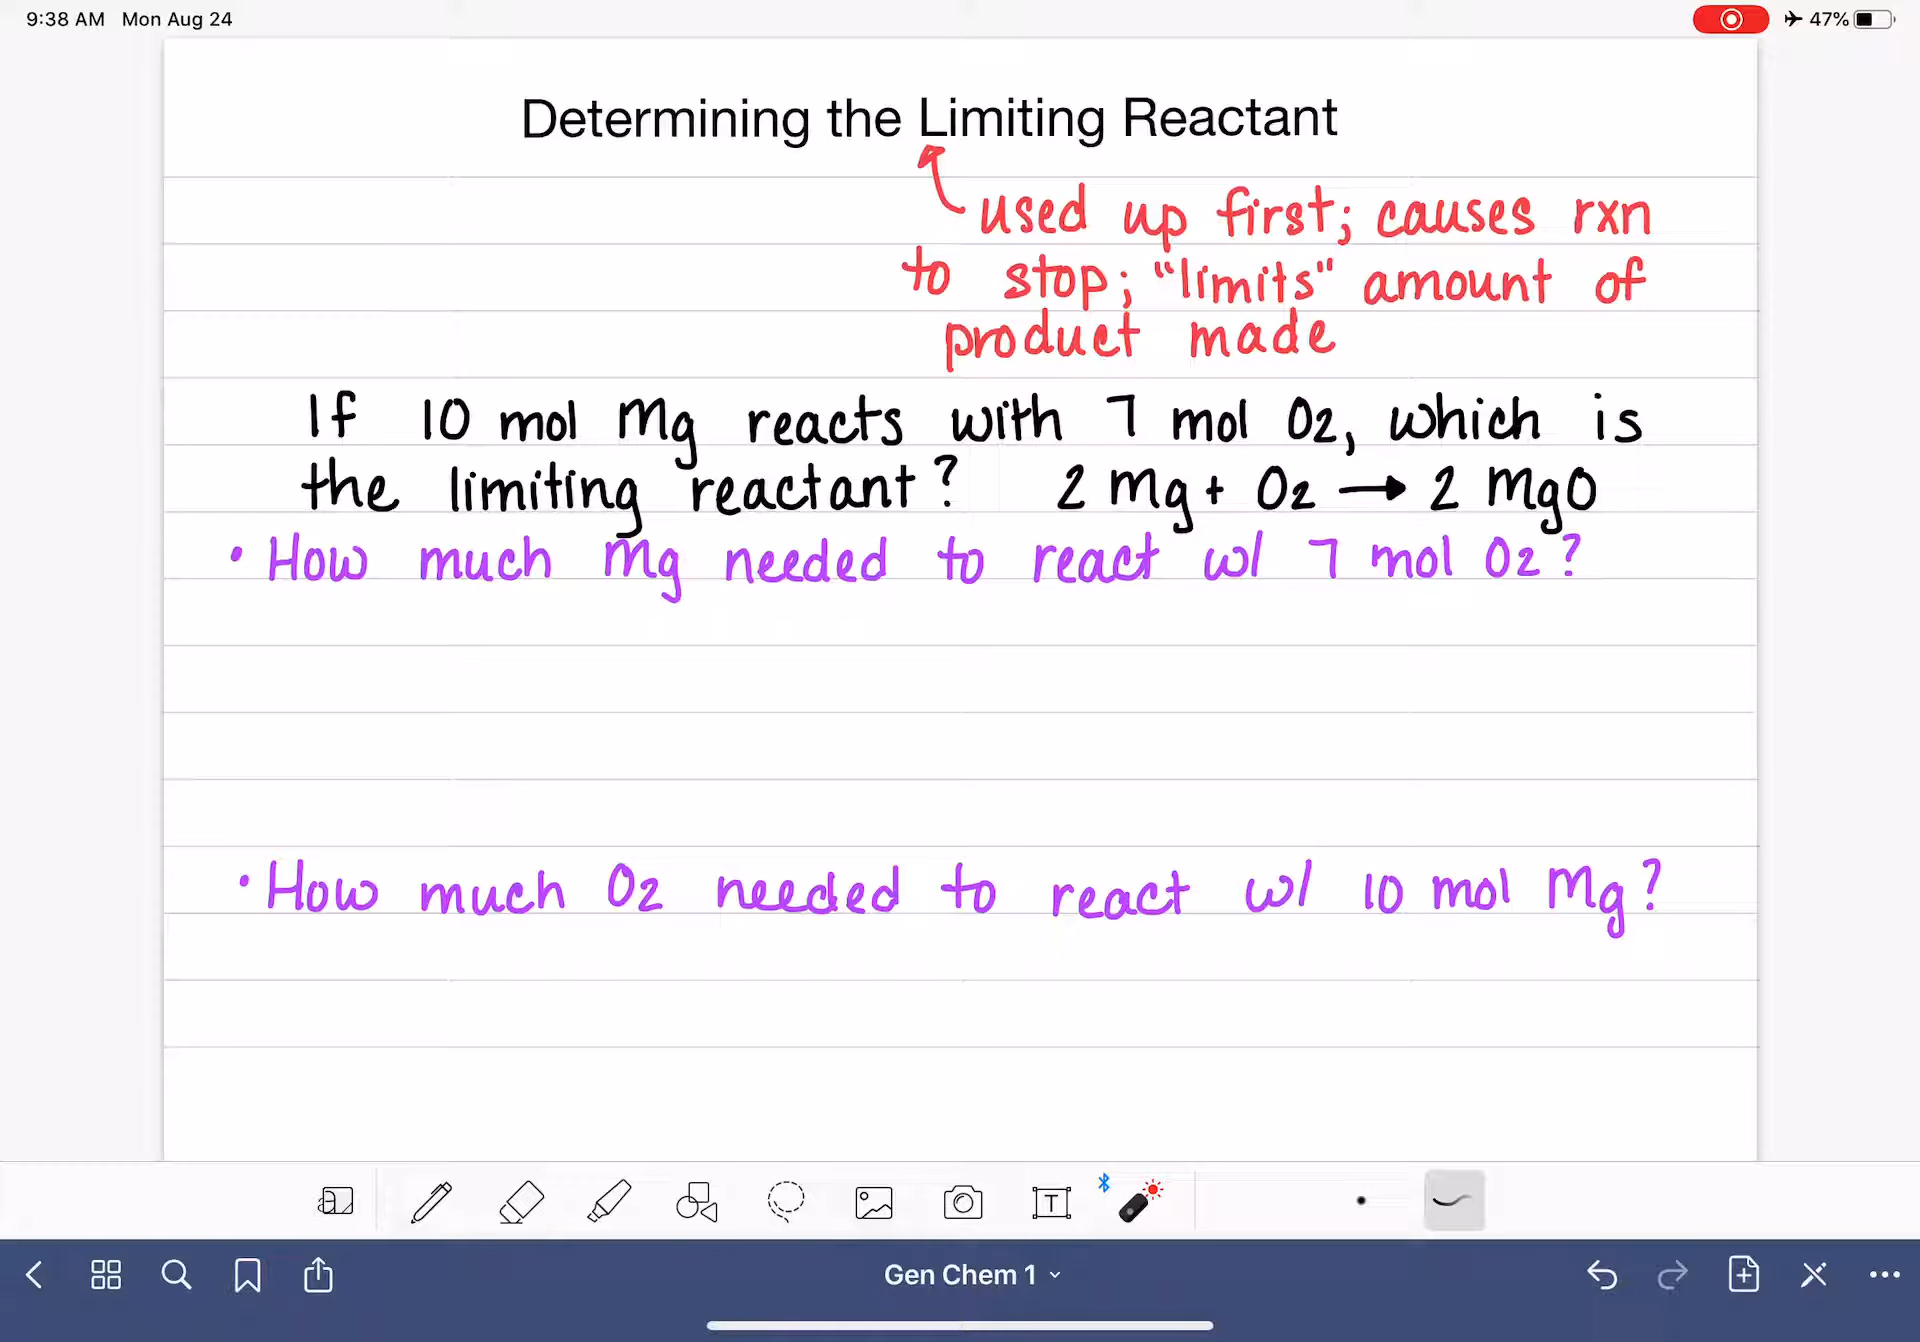 9:38 AM Mon Aug 24
47%
Determining the Limiting Reactant
used up first; causes rxn
to stop; "limits" amount of
product made
If 10 mol Mg reacts with 7 mol O2, which is
the limiting reactant? 2 Mg + O2 → 2 MgO
• How much Mg needed to react w/ 7 mol O2?
• How much O2 needed to react w/ 10 mol Mg?
a
T
Gen Chem 1